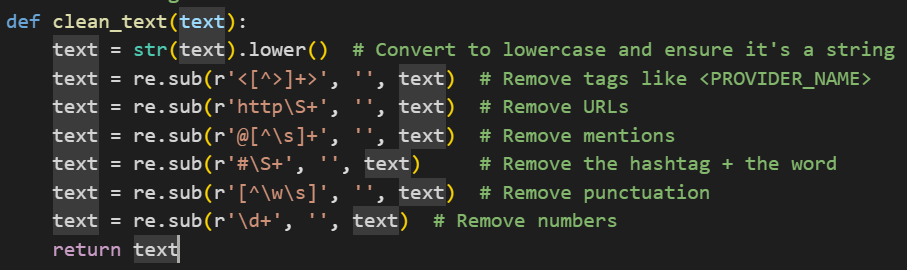 def clean_text(text):
    text = str(text).lower()  # Convert to lowercase and ensure it's a string
    text = re.sub(r'<[^>]+>', '', text)  # Remove tags like <PROVIDER_NAME>
    text = re.sub(r'http\S+', '', text)  # Remove URLs
    text = re.sub(r'@[^\s]+', '', text)  # Remove mentions
    text = re.sub(r'#\S+', '', text)     # Remove the hashtag + the word
    text = re.sub(r'[^\w\s]', '', text)  # Remove punctuation
    text = re.sub(r'\d+', '', text)  # Remove numbers
    return text